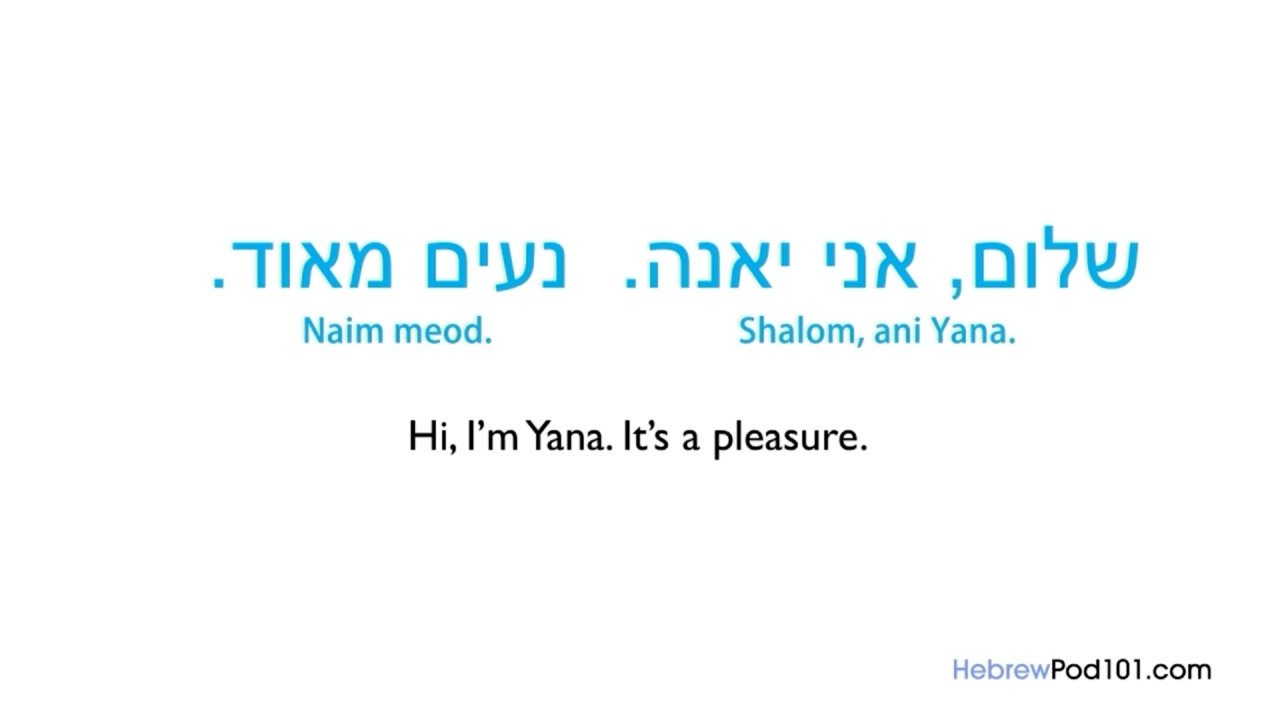 שלום, אני יאנה. נעים מאוד.
Naim meod. Shalom, ani Yana.
Hi, I'm Yana. It's a pleasure.
HebrewPod101.com